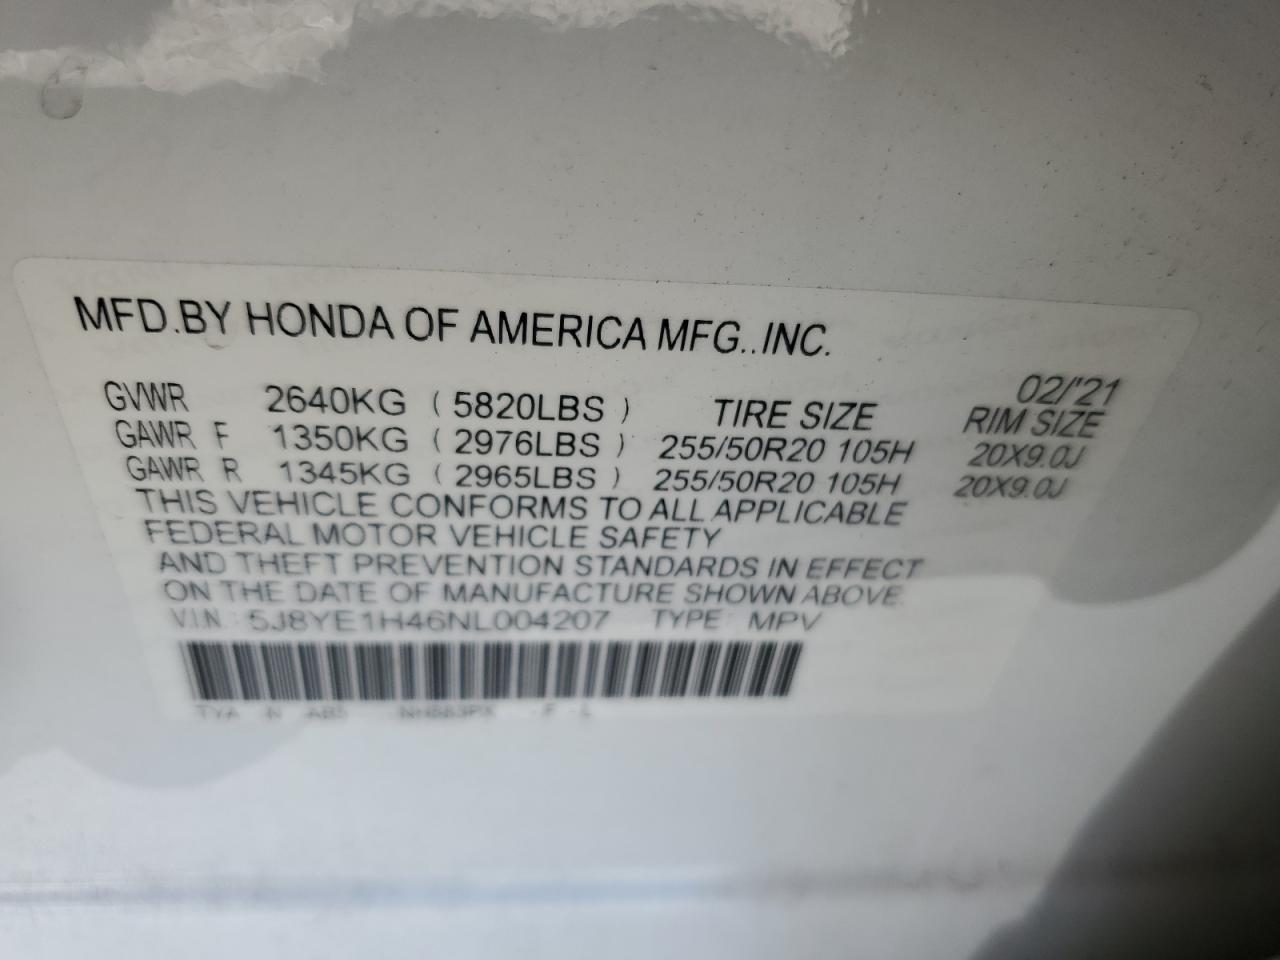 MFD.BY HONDA OF AMERICA MFG.,INC.
02/'21
GVWR 2640KG ( 5820LBS ) TIRE SIZE RIM SIZE
GAWR F 1350KG ( 2976LBS ) 255/50R20 105H 20X9.0J
GAWR R 1345KG ( 2965LBS ) 255/50R20 105H 20X9.0J
THIS VEHICLE CONFORMS TO ALL APPLICABLE
FEDERAL MOTOR VEHICLE SAFETY
AND THEFT PREVENTION STANDARDS IN EFFECT
ON THE DATE OF MANUFACTURE SHOWN ABOVE.
V.I.N.: 5J8YE1H46NL004207 TYPE: MPV
TYA N AB5 NH883PX -F -L